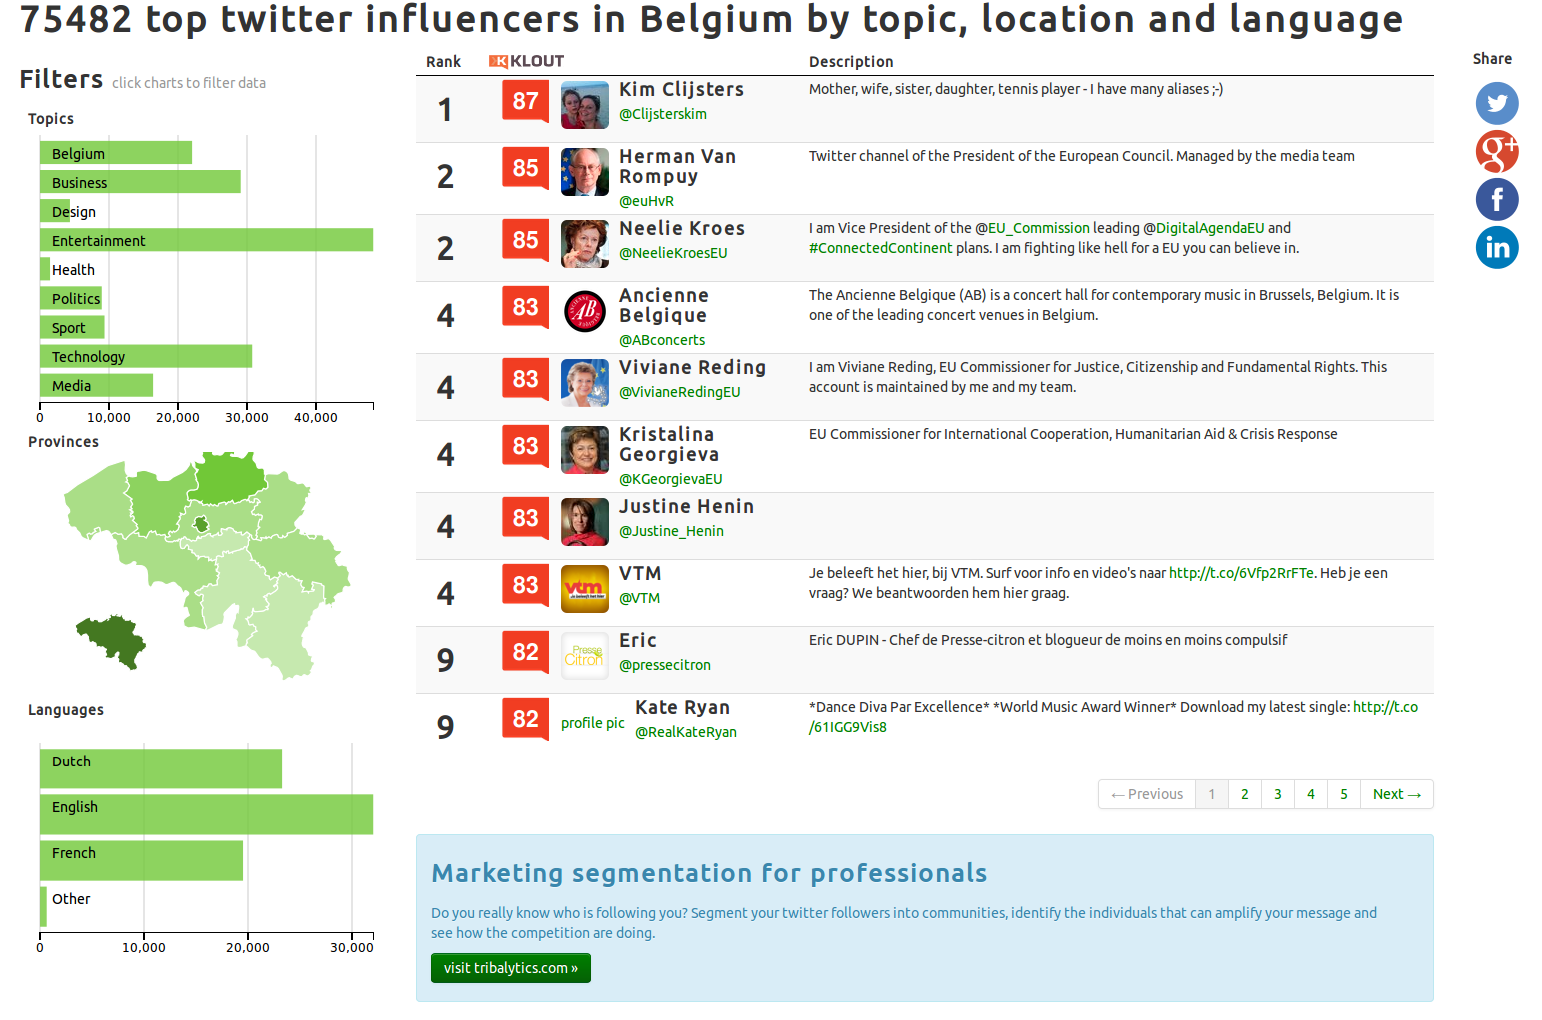 75482 top twitter influencers in Belgium by topic, location and language
Filters click charts to filter data
Topics
Belgium
Business
Design
Entertainment
Health
Politics
Sport
Technology
Media
0 10,000 20,000 30,000 40,000
Provinces
Languages
Dutch
English
French
Other
0 10,000 20,000 30,000
Rank KLOUT Description
1 87 Kim Clijsters
@Clijsterskim
Mother, wife, sister, daughter, tennis player - I have many aliases ;-)
2 85 Herman Van
Rompuy
@euHvR
Twitter channel of the President of the European Council. Managed by the media team
2 85 Neelie Kroes
@NeelieKroesEU
I am Vice President of the @EU_Commission leading @DigitalAgendaEU and
#ConnectedContinent plans. I am fighting like hell for a EU you can believe in.
4 83 Ancienne
Belgique
@ABconcerts
The Ancienne Belgique (AB) is a concert hall for contemporary music in Brussels, Belgium. It is
one of the leading concert venues in Belgium.
4 83 Viviane Reding
@VivianeRedingEU
I am Viviane Reding, EU Commissioner for Justice, Citizenship and Fundamental Rights. This
account is maintained by me and my team.
4 83 Kristalina
Georgieva
@KGeorgievaEU
EU Commissioner for International Cooperation, Humanitarian Aid & Crisis Response
4 83 Justine Henin
@Justine_Henin
4 83 vtm VTM
@VTM
Je beleeft het hier, bij VTM. Surf voor info en video's naar http://t.co/6Vfp2RrFTe. Heb je een
vraag? We beantwoorden hem hier graag.
9 82 Presse Citron Eric
@pressecitron
Eric DUPIN - Chef de Presse-citron et blogueur de moins en moins compulsif
9 82 profile pic Kate Ryan
@RealKateRyan
*Dance Diva Par Excellence* *World Music Award Winner* Download my latest single: http://t.co
/61IGG9Vis8
← Previous 1 2 3 4 5 Next →
Marketing segmentation for professionals
Do you really know who is following you? Segment your twitter followers into communities, identify the individuals that can amplify your message and
see how the competition are doing.
visit tribalytics.com »
Share
g+
f
in